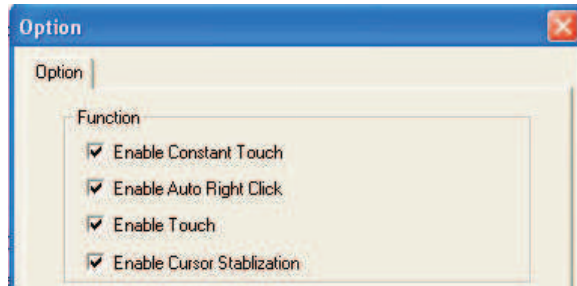 Option
Option
Function
Enable Constant Touch
Enable Auto Right Click
Enable Touch
Enable Cursor Stablization